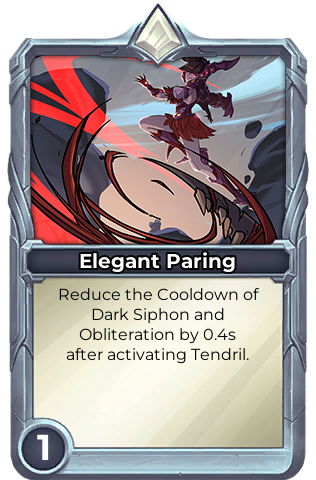 Elegant Paring
Reduce the Cooldown of
Dark Siphon and
Obliteration by 0.4s
after activating Tendril.
1